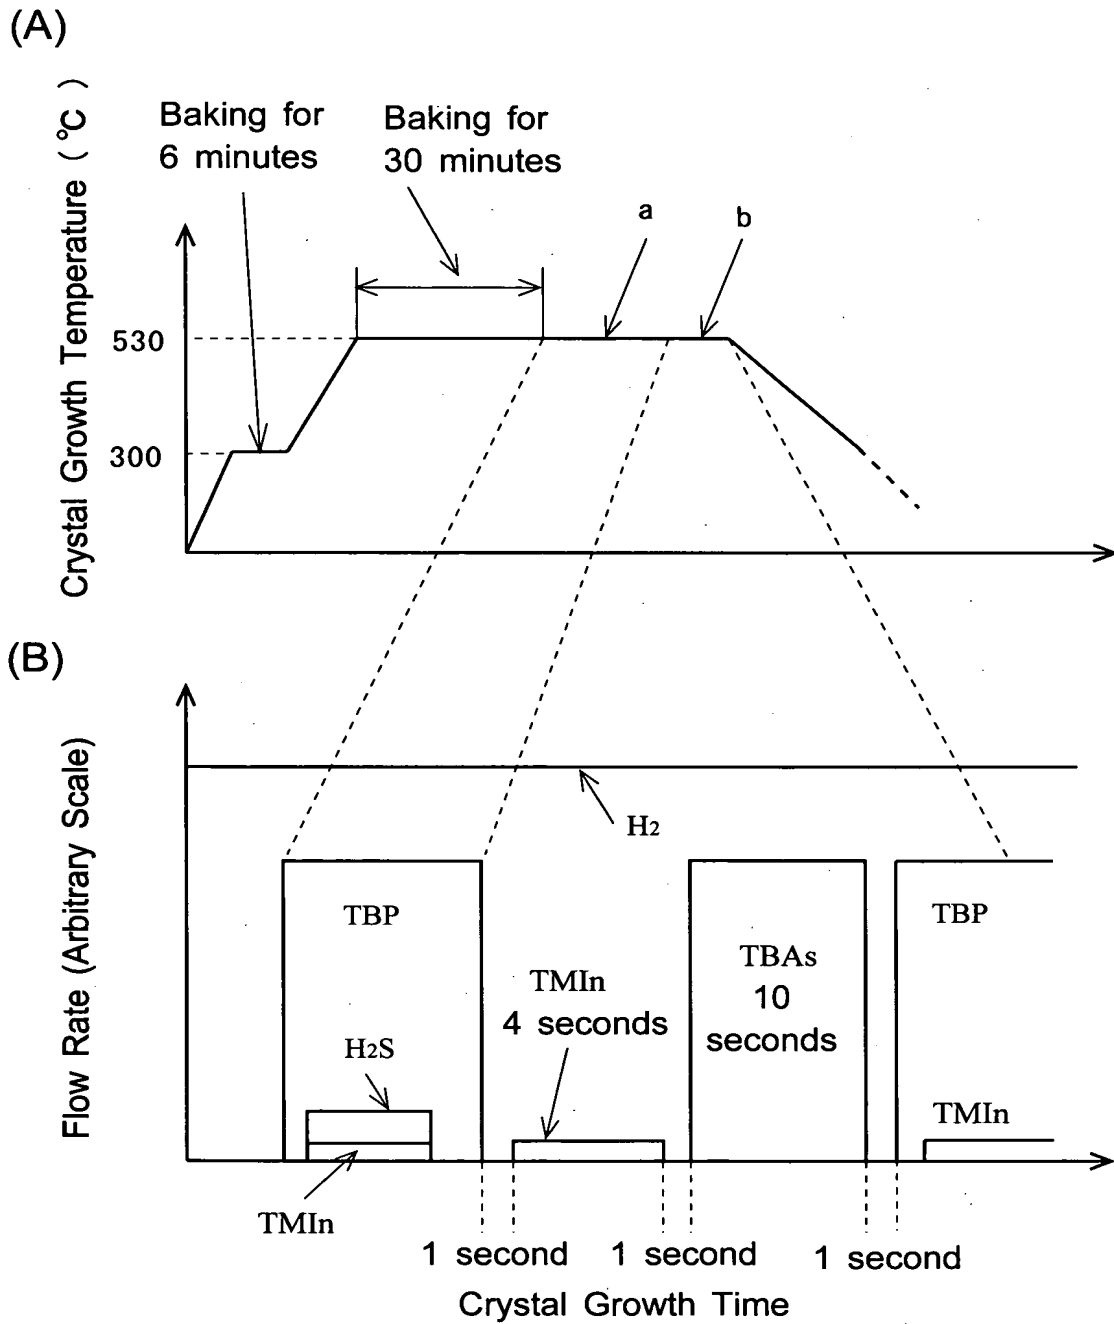 (A)
Crystal Growth Temperature (°C)
Baking for
6 minutes
Baking for
30 minutes
a
b
530
300
(B)
Flow Rate (Arbitrary Scale)
H2
TBP
TMIn
4 seconds
TBAs
10
seconds
TBP
H2S
TMIn
TMIn
1 second
1 second
1 second
Crystal Growth Time